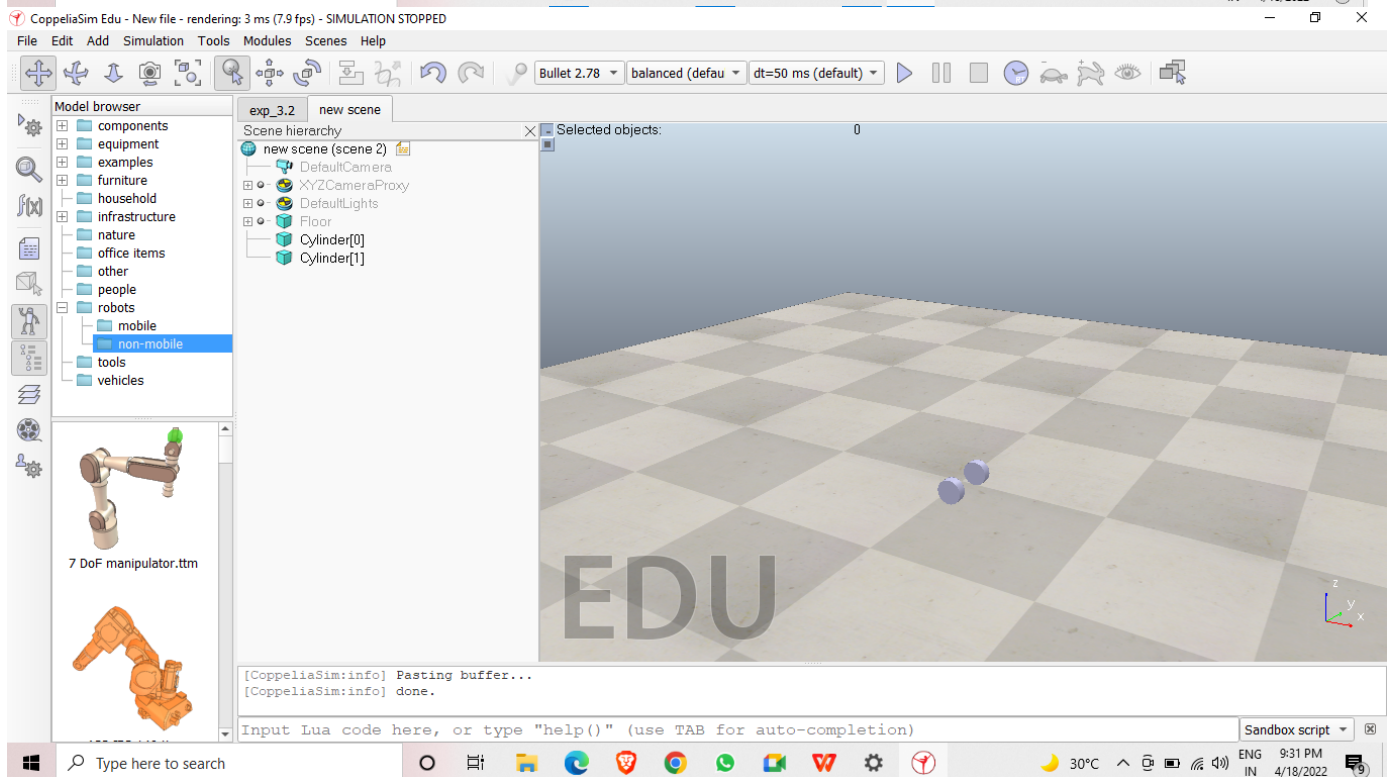 4/18/2022
CoppeliaSim Edu - New file - rendering: 3 ms (7.9 fps) - SIMULATION STOPPED
File Edit Add Simulation Tools Modules Scenes Help
Bullet 2.78 balanced (defau dt=50 ms (default)
Model browser
components
equipment
examples
furniture
household
infrastructure
nature
office items
other
people
robots
mobile
non-mobile
tools
vehicles
7 DoF manipulator.ttm
exp_3.2 new scene
Scene hierarchy
new scene (scene 2)
DefaultCamera
XYZCameraProxy
DefaultLights
Floor
Cylinder[0]
Cylinder[1]
Selected objects: 0
EDU
z
y
x
[CoppeliaSim:info] Pasting buffer...
[CoppeliaSim:info] done.
Input Lua code here, or type "help()" (use TAB for auto-completion)
Sandbox script
Type here to search
30°C
ENG
IN
9:31 PM
4/18/2022
9